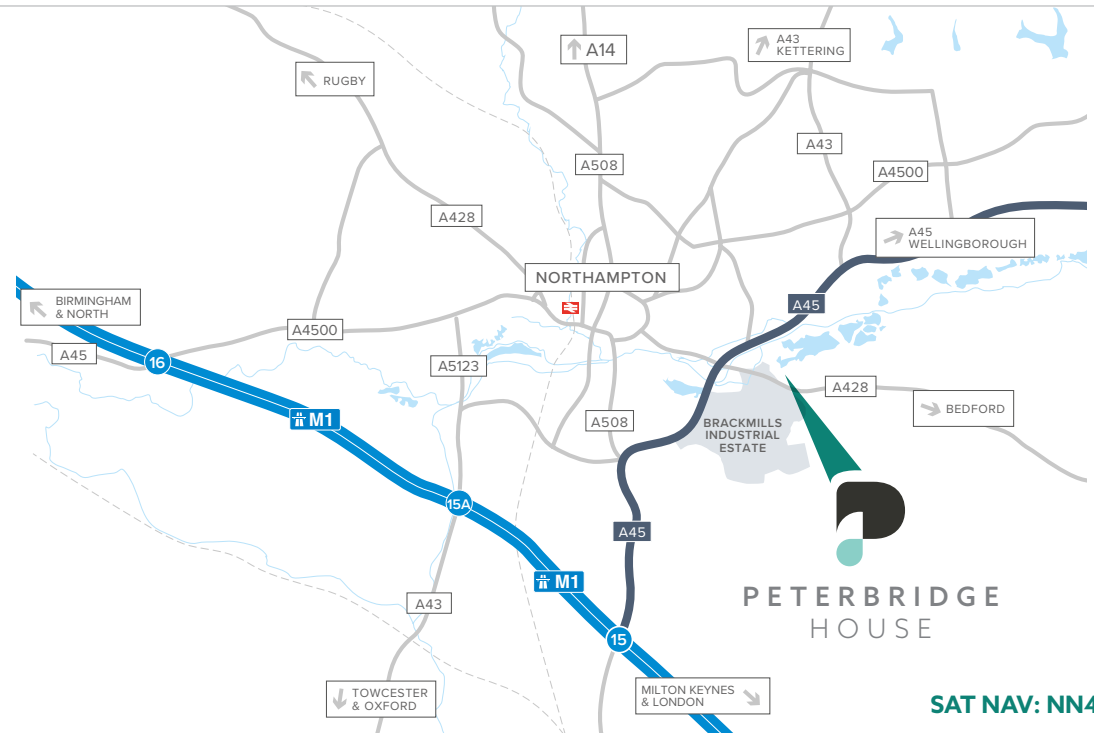 A14
A43
KETTERING
RUGBY
A43
A508
A4500
A428
A45
WELLINGBOROUGH
NORTHAMPTON
BIRMINGHAM
& NORTH
A45
A4500
A45
16
A5123
A428
BEDFORD
M1
A508
BRACKMILLS
INDUSTRIAL
ESTATE
15A
A45
M1
A43
PETERBRIDGE
HOUSE
15
TOWCESTER
& OXFORD
MILTON KEYNES
& LONDON
SAT NAV: NN4